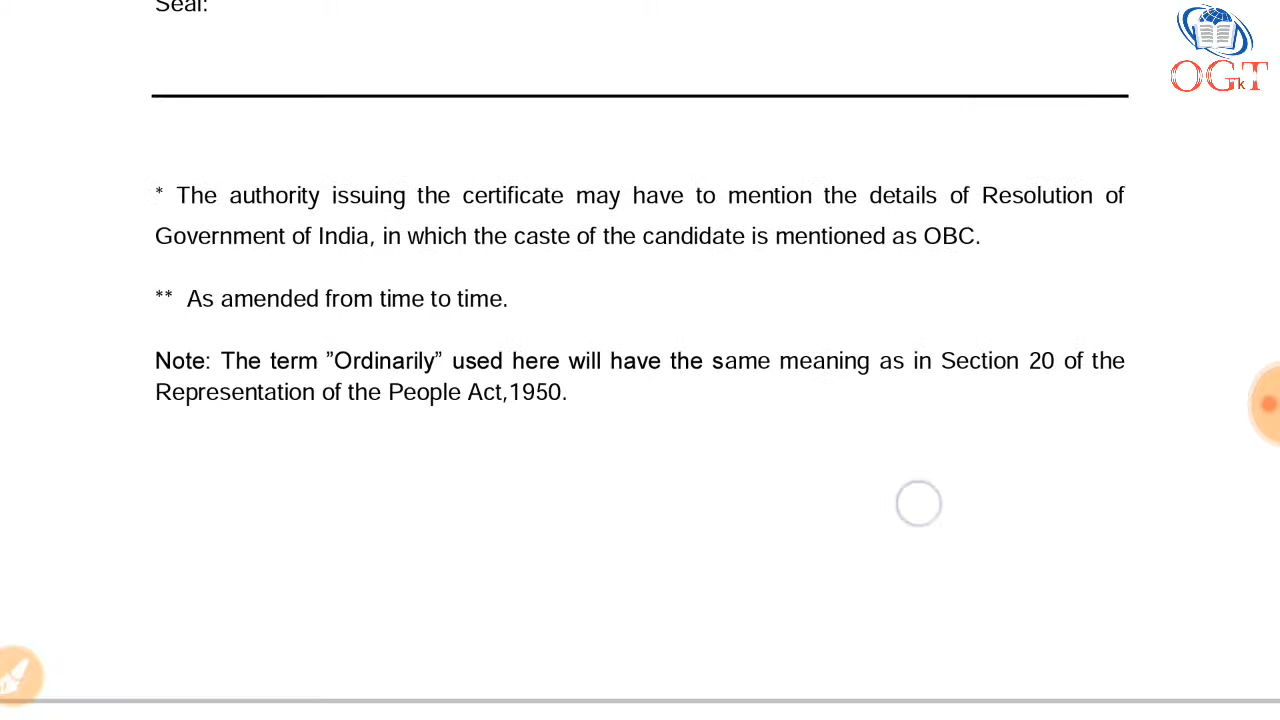 Seal:
OGTk
* The authority issuing the certificate may have to mention the details of Resolution of
Government of India, in which the caste of the candidate is mentioned as OBC.
** As amended from time to time.
Note: The term ”Ordinarily” used here will have the same meaning as in Section 20 of the
Representation of the People Act,1950.